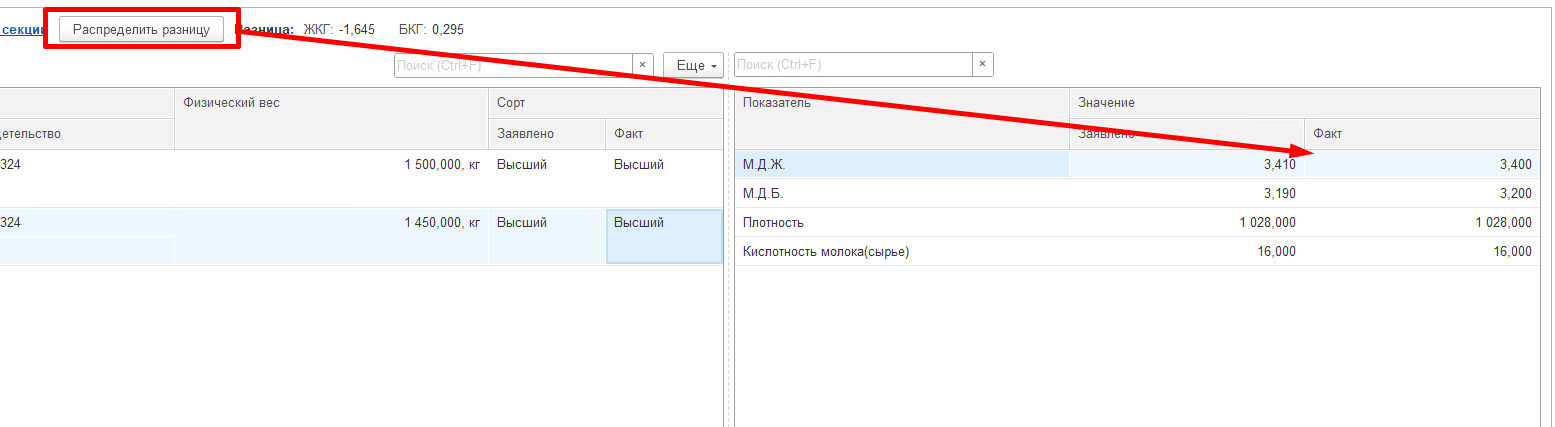 секции Распределить разницу Разница: ЖКГ: -1,645 БКГ: 0,295
Поиск (Ctrl+F) × Еще Поиск (Ctrl+F) ×
Физический вес Сорт Показатель Значение
детельство Заявлено Факт Заявлено Факт
324 1 500,000, кг Высший Высший М.Д.Ж. 3,410 3,400
М.Д.Б. 3,190 3,200
324 1 450,000, кг Высший Высший Плотность 1 028,000 1 028,000
Кислотность молока(сырье) 16,000 16,000